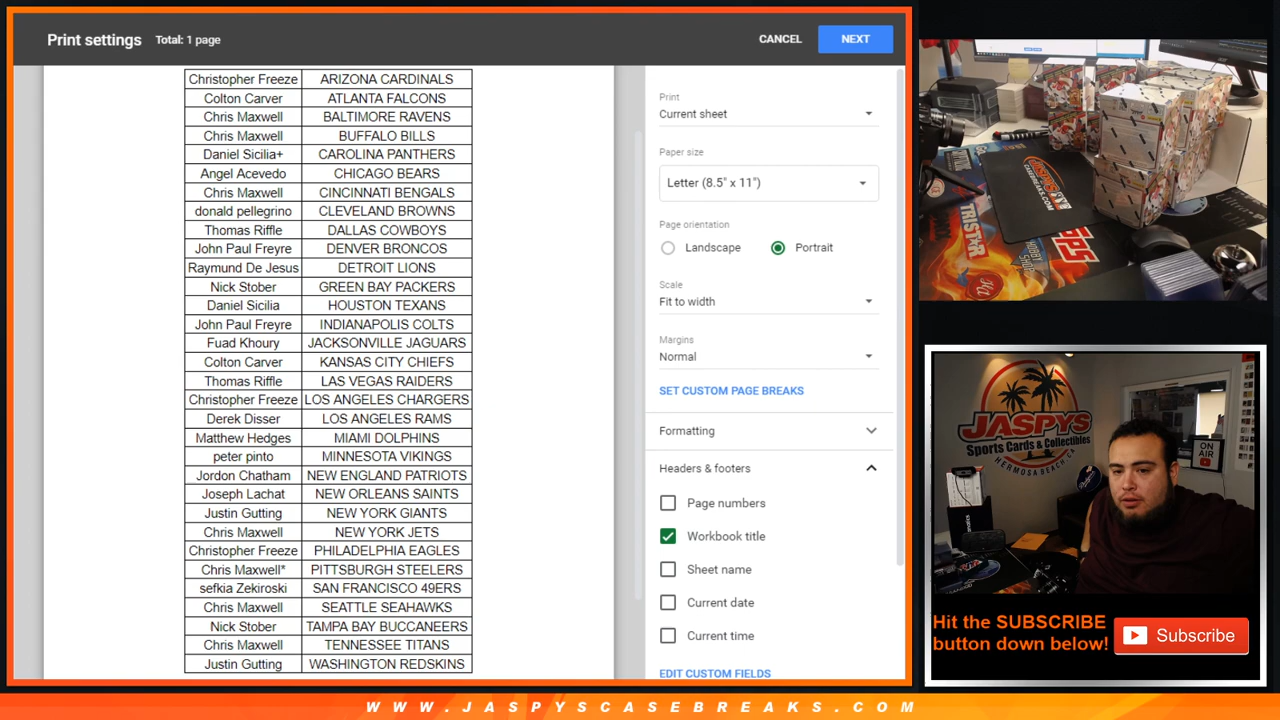 Print settings Total: 1 page CANCEL NEXT
Christopher Freeze ARIZONA CARDINALS
Colton Carver ATLANTA FALCONS
Chris Maxwell BALTIMORE RAVENS
Chris Maxwell BUFFALO BILLS
Daniel Sicilia+ CAROLINA PANTHERS
Angel Acevedo CHICAGO BEARS
Chris Maxwell CINCINNATI BENGALS
donald pellegrino CLEVELAND BROWNS
Thomas Riffle DALLAS COWBOYS
John Paul Freyre DENVER BRONCOS
Raymund De Jesus DETROIT LIONS
Nick Stober GREEN BAY PACKERS
Daniel Sicilia HOUSTON TEXANS
John Paul Freyre INDIANAPOLIS COLTS
Fuad Khoury JACKSONVILLE JAGUARS
Colton Carver KANSAS CITY CHIEFS
Thomas Riffle LAS VEGAS RAIDERS
Christopher Freeze LOS ANGELES CHARGERS
Derek Disser LOS ANGELES RAMS
Matthew Hedges MIAMI DOLPHINS
peter pinto MINNESOTA VIKINGS
Jordon Chatham NEW ENGLAND PATRIOTS
Joseph Lachat NEW ORLEANS SAINTS
Justin Gutting NEW YORK GIANTS
Chris Maxwell NEW YORK JETS
Christopher Freeze PHILADELPHIA EAGLES
Chris Maxwell* PITTSBURGH STEELERS
sefkia Zekiroski SAN FRANCISCO 49ERS
Chris Maxwell SEATTLE SEAHAWKS
Nick Stober TAMPA BAY BUCCANEERS
Chris Maxwell TENNESSEE TITANS
Justin Gutting WASHINGTON REDSKINS
Print
Current sheet
Paper size
Letter (8.5" x 11")
Page orientation
Landscape Portrait
Scale
Fit to width
Margins
Normal
SET CUSTOM PAGE BREAKS
Formatting
Headers & footers
Page numbers
Workbook title
Sheet name
Current date
Current time
EDIT CUSTOM FIELDS
TRISTAR
HOBBY
SHOP
JASPYS
CASEBREAKS.COM
JASPYS
Sports Cards & Collectibles
HERMOSA BEACH, CA
ON
AIR
Hit the SUBSCRIBE
button down below!
Subscribe
WWW.JASPYSCASEBREAKS.COM